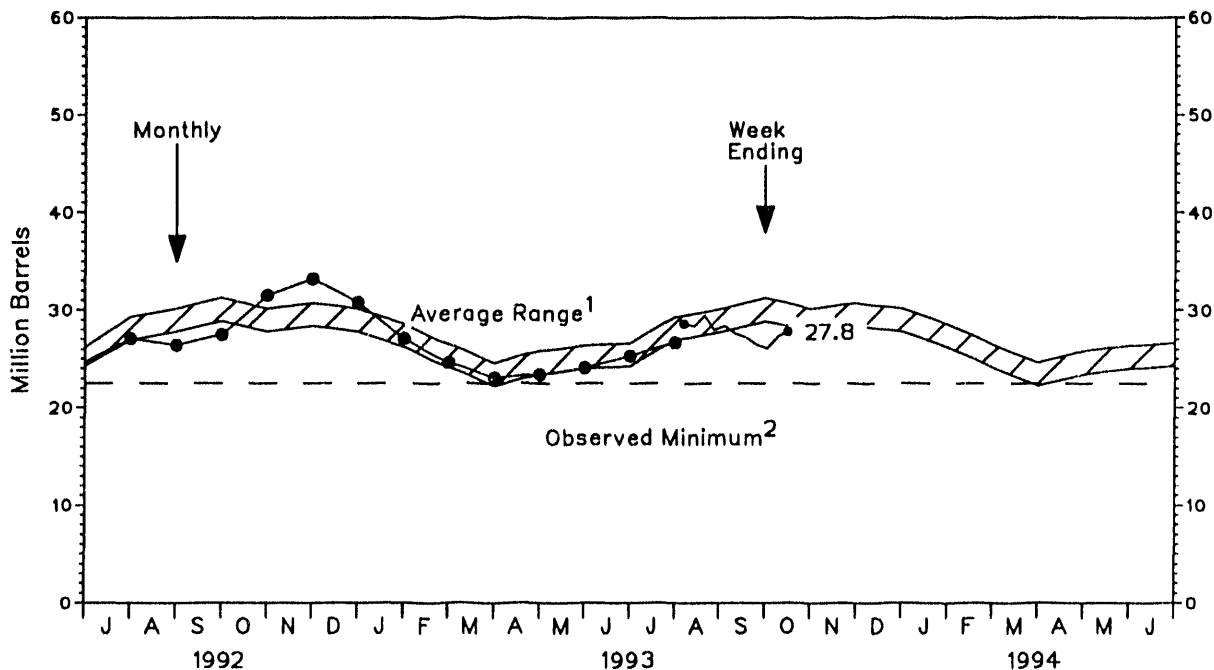 60
50
40
30
20
10
0
Million Barrels
60
50
40
30
20
10
0
Monthly
Week
Ending
Average Range1
27.8
Observed Minimum2
J A S O N D J F M A M J J A S O N D J F M A M J
1992 1993 1994